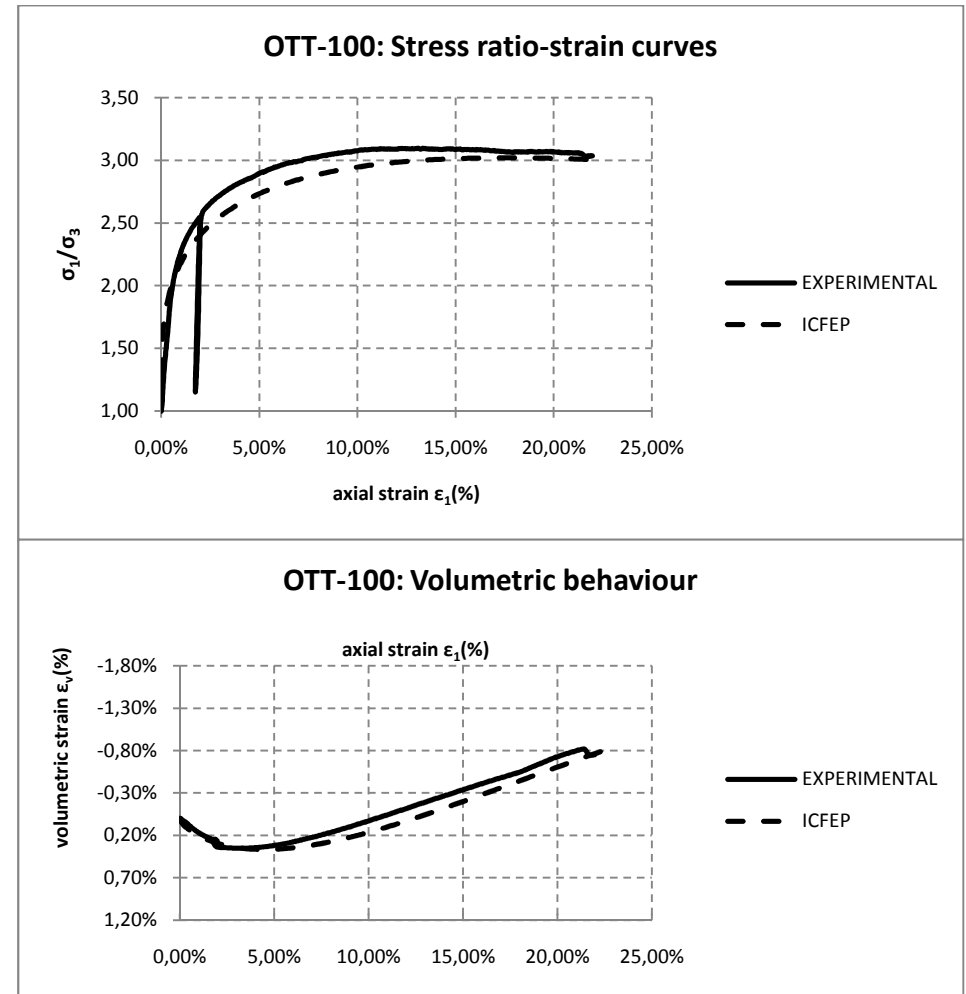 OTT-100: Stress ratio-strain curves
3,50
3,00
2,50
2,00
1,50
1,00
σ1/σ3
0,00% 5,00% 10,00% 15,00% 20,00% 25,00%
axial strain ε1(%)
EXPERIMENTAL
ICFEP
OTT-100: Volumetric behaviour
axial strain ε1(%)
volumetric strain εv(%)
-1,80%
-1,30%
-0,80%
-0,30%
0,20%
0,70%
1,20%
0,00% 5,00% 10,00% 15,00% 20,00% 25,00%
EXPERIMENTAL
ICFEP